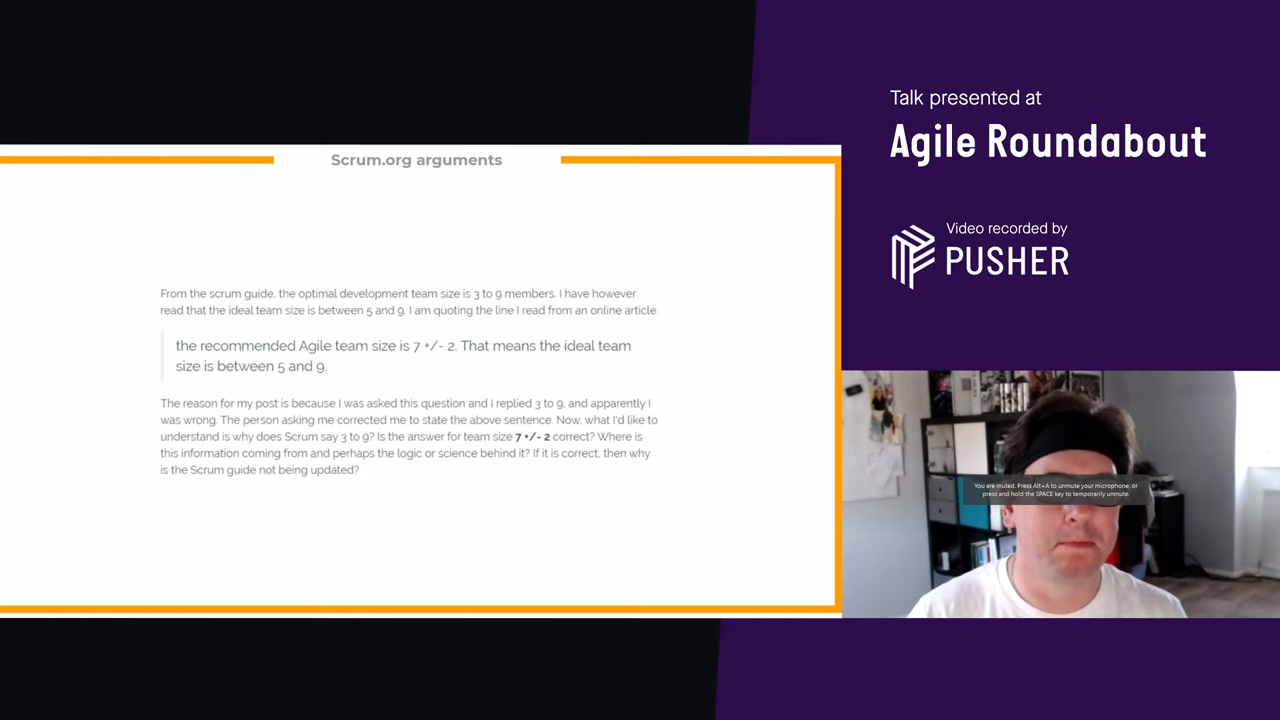 Talk presented at
Agile Roundabout
Video recorded by
PUSHER
Scrum.org arguments
From the scrum guide, the optimal development team size is 3 to 9 members. I have however
read that the ideal team size is between 5 and 9. I am quoting the line I read from an online article.
the recommended Agile team size is 7 +/- 2. That means the ideal team
size is between 5 and 9.
The reason for my post is because I was asked this question and I replied 3 to 9, and apparently I
was wrong. The person asking me corrected me to state the above sentence. Now, what I'd like to
understand is why does Scrum say 3 to 9? Is the answer for team size 7 +/- 2 correct? Where is
this information coming from and perhaps the logic or science behind it? If it is correct, then why
is the Scrum guide not being updated?
You are muted. Press Alt+A to unmute your microphone, or
press and hold the SPACE key to temporarily unmute.